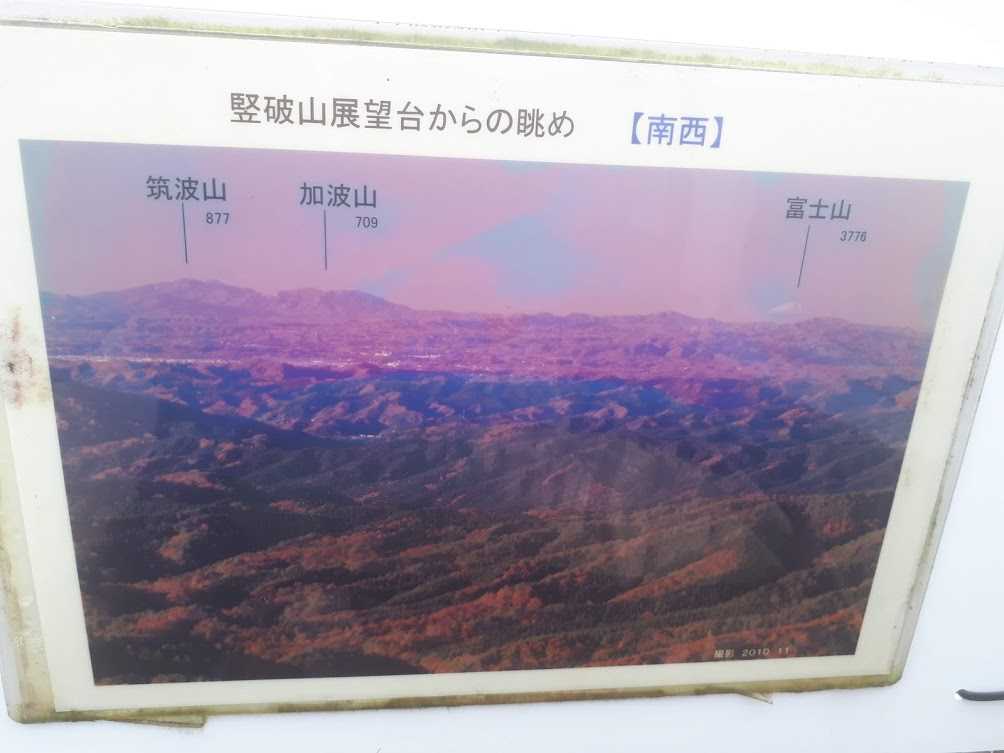 竪破山展望台からの眺め 【南西】
筑波山
877
加波山
709
富士山
3776
撮影 2010 11